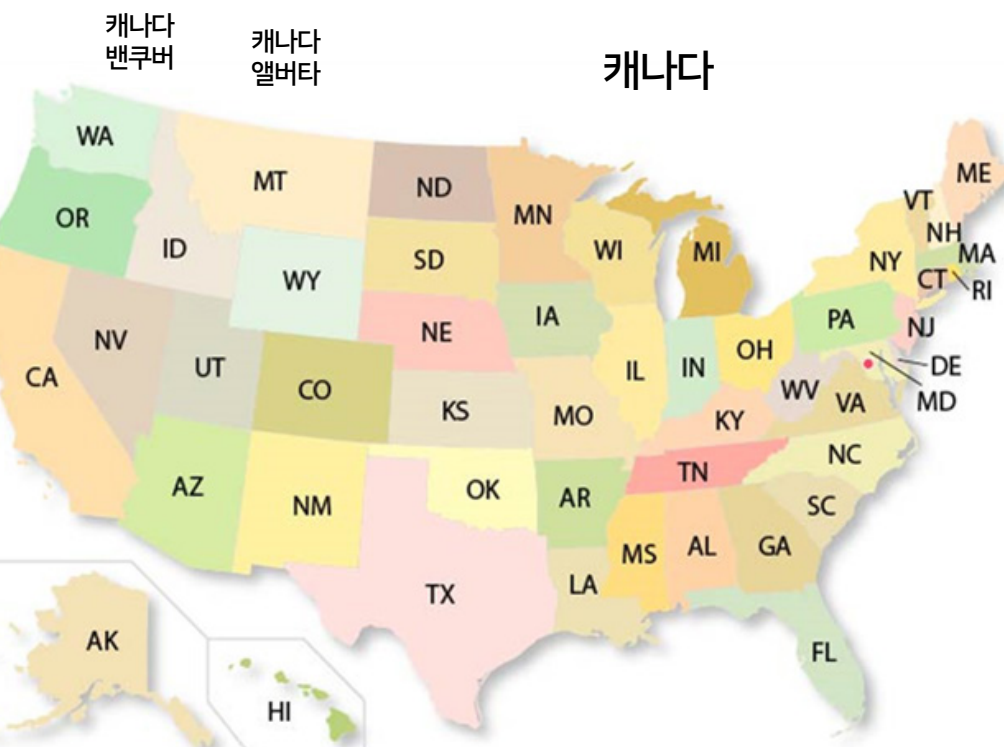 캐나다
밴쿠버
캐나다
앨버타
캐나다
WA
MT
ND
MN
ME
VT
NH
OR
ID
WY
SD
WI
MI
NY
MA
CT
RI
NV
UT
CO
NE
IA
IL
IN
OH
PA
NJ
DE
MD
CA
KS
MO
KY
WV
VA
AZ
NM
OK
AR
TN
NC
SC
TX
LA
MS
AL
GA
FL
AK
HI